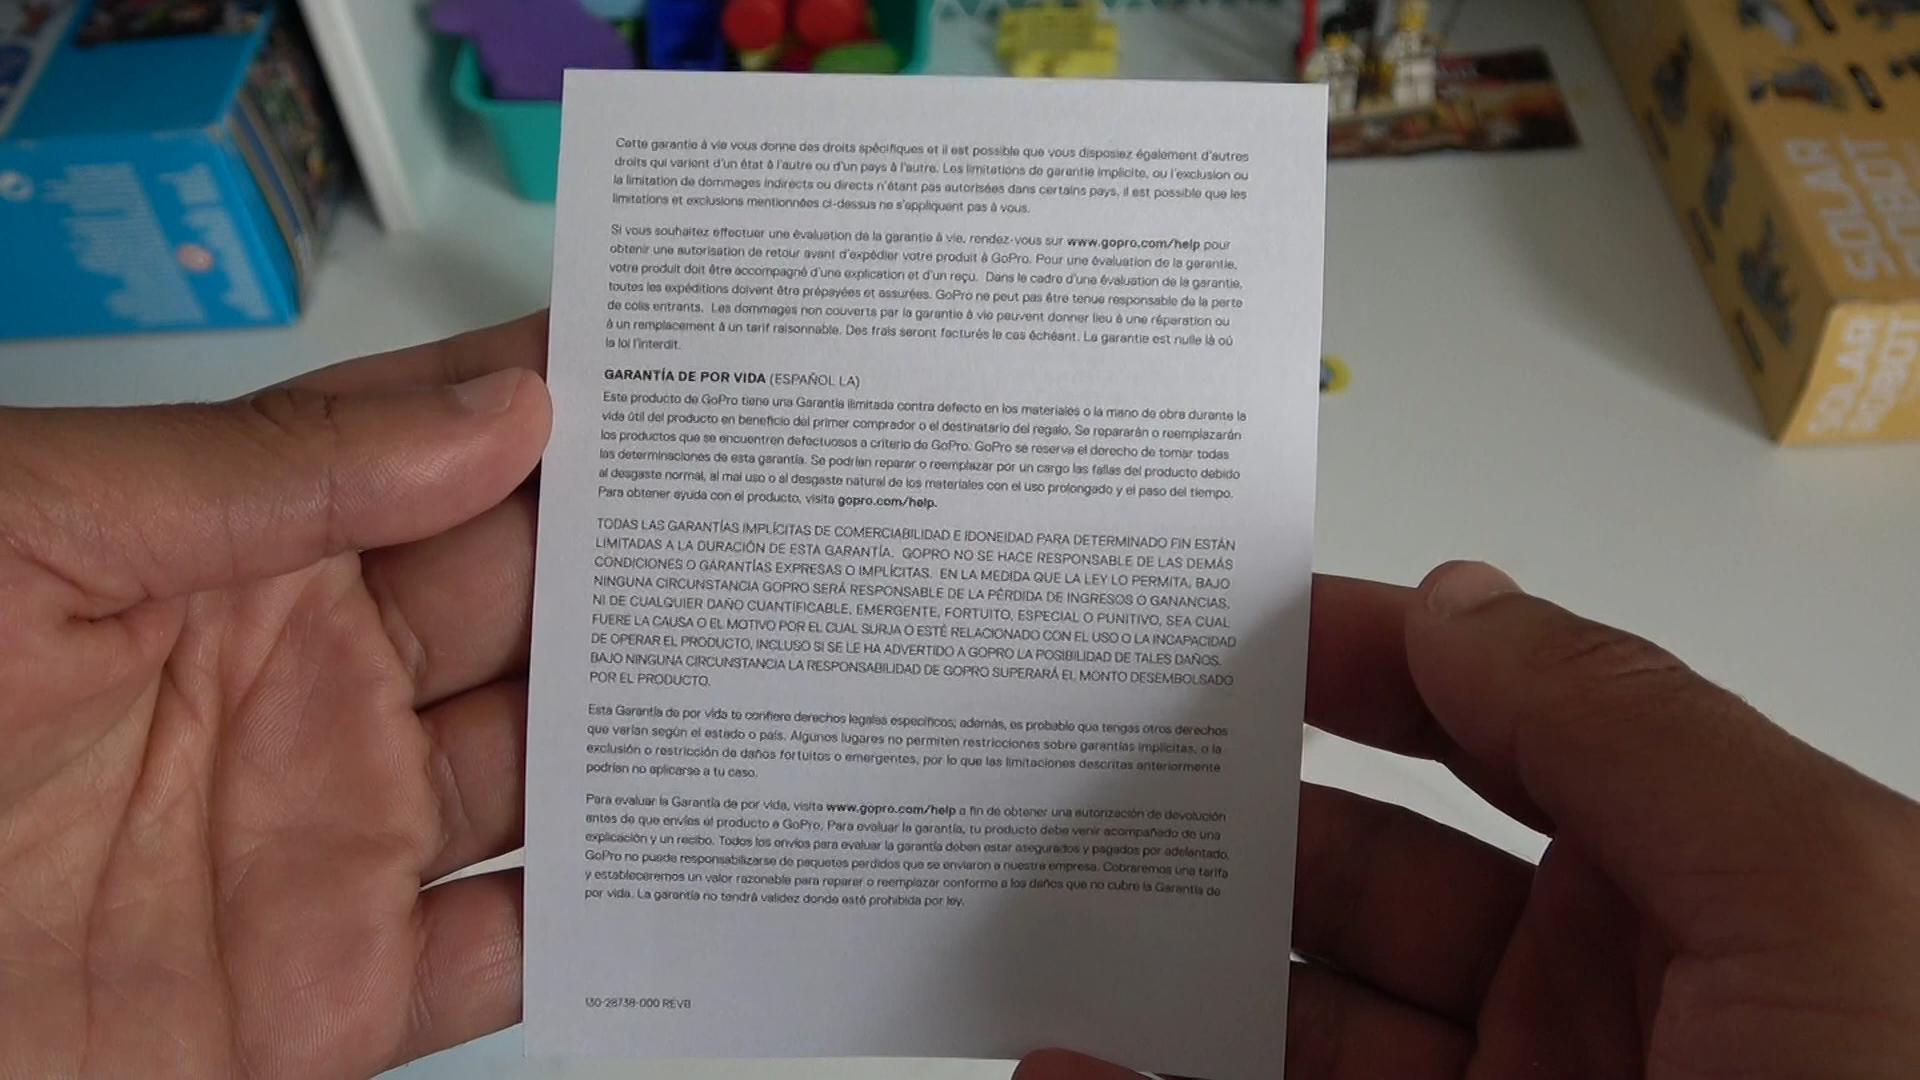 Cette garantie à vie vous donne des droits spécifiques et il est possible que vous disposiez également d'autres
droits qui varient d'un état à l'autre ou d'un pays à l'autre. Les limitations de garantie implicite, ou l'exclusion ou
la limitation de dommages indirects ou directs n'étant pas autorisées dans certains pays, il est possible que les
limitations et exclusions mentionnées ci-dessus ne s'appliquent pas à vous.
Si vous souhaitez effectuer une évaluation de la garantie à vie, rendez-vous sur www.gopro.com/help pour
obtenir une autorisation de retour avant d'expédier votre produit à GoPro. Pour une évaluation de la garantie,
votre produit doit être accompagné d'une explication et d'un reçu. Dans le cadre d'une évaluation de la garantie,
toutes les expéditions doivent être prépayées et assurées. GoPro ne peut pas être tenue responsable de la perte
de colis entrants. Les dommages non couverts par la garantie à vie peuvent donner lieu à une réparation ou
à un remplacement à un tarif raisonnable. Des frais seront facturés le cas échéant. La garantie est nulle là où
la loi l'interdit.
GARANTÍA DE POR VIDA (ESPAÑOL LA)
Este producto de GoPro tiene una Garantía ilimitada contra defecto en los materiales o la mano de obra durante la
vida útil del producto en beneficio del primer comprador o el destinatario del regalo. Se repararán o reemplazarán
los productos que se encuentren defectuosos a criterio de GoPro. GoPro se reserva el derecho de tomar todas
las determinaciones de esta garantía. Se podrían reparar o reemplazar por un cargo las fallas del producto debido
al desgaste normal, al mal uso o al desgaste natural de los materiales con el uso prolongado y el paso del tiempo.
Para obtener ayuda con el producto, visita gopro.com/help.
TODAS LAS GARANTÍAS IMPLÍCITAS DE COMERCIABILIDAD E IDONEIDAD PARA DETERMINADO FIN ESTÁN
LIMITADAS A LA DURACIÓN DE ESTA GARANTÍA. GOPRO NO SE HACE RESPONSABLE DE LAS DEMÁS
CONDICIONES O GARANTÍAS EXPRESAS O IMPLÍCITAS. EN LA MEDIDA QUE LA LEY LO PERMITA, BAJO
NINGUNA CIRCUNSTANCIA GOPRO SERÁ RESPONSABLE DE LA PÉRDIDA DE INGRESOS O GANANCIAS,
NI DE CUALQUIER DAÑO CUANTIFICABLE, EMERGENTE, FORTUITO, ESPECIAL O PUNITIVO, SEA CUAL
FUERE LA CAUSA O EL MOTIVO POR EL CUAL SURJA O ESTÉ RELACIONADO CON EL USO O LA INCAPACIDAD
DE OPERAR EL PRODUCTO, INCLUSO SI SE LE HA ADVERTIDO A GOPRO LA POSIBILIDAD DE TALES DAÑOS.
BAJO NINGUNA CIRCUNSTANCIA LA RESPONSABILIDAD DE GOPRO SUPERARÁ EL MONTO DESEMBOLSADO
POR EL PRODUCTO.
Esta Garantía de por vida te confiere derechos legales específicos; además, es probable que tengas otros derechos
que varían según el estado o país. Algunos lugares no permiten restricciones sobre garantías implícitas, o la
exclusión o restricción de daños fortuitos o emergentes, por lo que las limitaciones descritas anteriormente
podrían no aplicarse a tu caso.
Para evaluar la Garantía de por vida, visita www.gopro.com/help a fin de obtener una autorización de devolución
antes de que envíes el producto a GoPro. Para evaluar la garantía, tu producto debe venir acompañado de una
explicación y un recibo. Todos los envíos para evaluar la garantía deben estar asegurados y pagados por adelantado.
GoPro no puede responsabilizarse de paquetes perdidos que se enviaron a nuestra empresa. Cobraremos una tarifa
y estableceremos un valor razonable para reparar o reemplazar conforme a los daños que no cubre la Garantía de
por vida. La garantía no tendrá validez donde esté prohibida por ley.
130-28738-000 REVB
SOLAR
ROBOT
SOLAR
ROBOT